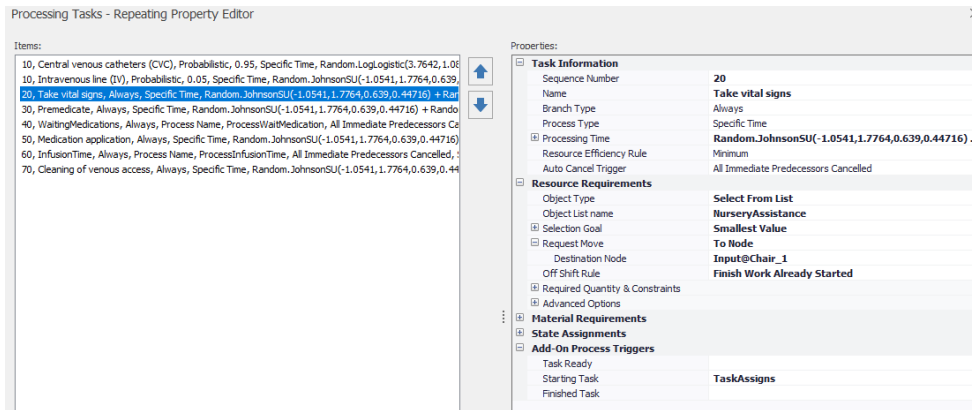 Processing Tasks - Repeating Property Editor
Items:
10, Central venous catheters (CVC), Probabilistic, 0.95, Specific Time, Random.LogLogistic(3.7642,1.08
10, Intravenous line (IV), Probabilistic, 0.05, Specific Time, Random.JohnsonSU(-1.0541,1.7764,0.639,
20, Take vital signs, Always, Specific Time, Random.JohnsonSU(-1.0541,1.7764,0.639,0.44716) +Ran
30, Premedicate, Always, Specific Time, Random.JohnsonSU(-1.0541,1.7764,0.639,0.44716) +Rando
40, WaitingMedications, Always, Process Name, ProcessWaitMedication, All Immediate Predecessors Ca
50, Medication application, Always, Specific Time, Random.JohnsonSU(-1.0541,1.7764,0.639,0.44716)
60, InfusionTime, Always, Process Name, ProcessInfusionTime, All Immediate Predecessors Cancelled,
70, Cleaning of venous access, Always, Specific Time, Random.JohnsonSU(-1.0541,1.7764,0.639,0.44
Properties:
Task Information
Sequence Number 20
Name Take vital signs
Branch Type Always
Process Type Specific Time
Processing Time Random.JohnsonSU(-1.0541,1.7764,0.639,0.44716) .
Resource Efficiency Rule Minimum
Auto Cancel Trigger All Immediate Predecessors Cancelled
Resource Requirements
Object Type Select From List
Object List name NurseryAssistance
Selection Goal Smallest Value
Request Move To Node
Destination Node Input@Chair_1
Off Shift Rule Finish Work Already Started
Required Quantity & Constraints
Advanced Options
Material Requirements
State Assignments
Add-On Process Triggers
Task Ready
Starting Task TaskAssigns
Finished Task